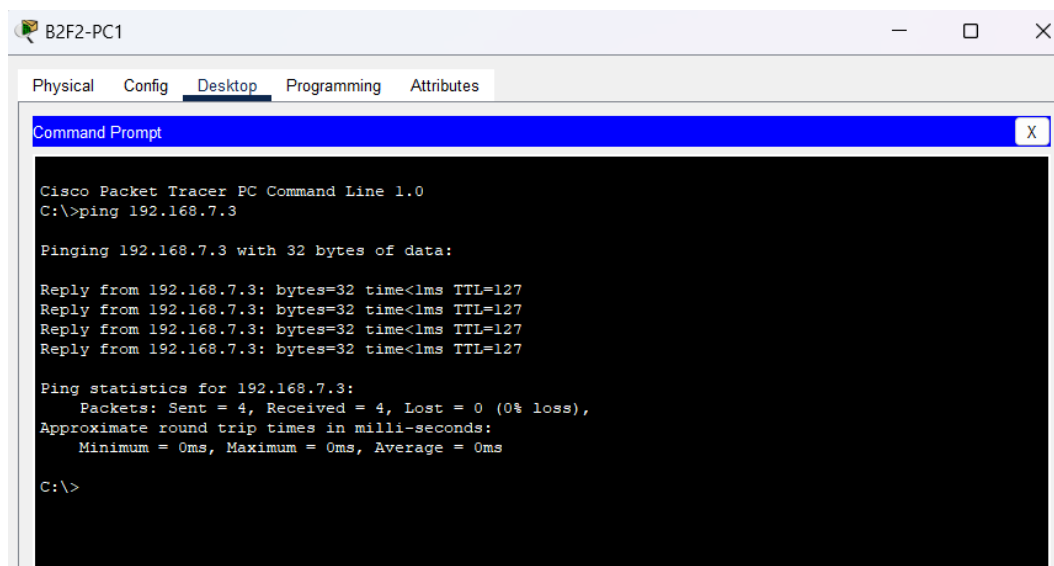 B2F2-PC1
Physical Config Desktop Programming Attributes
Command Prompt X
Cisco Packet Tracer PC Command Line 1.0
C:\>ping 192.168.7.3
Pinging 192.168.7.3 with 32 bytes of data:
Reply from 192.168.7.3: bytes=32 time<1ms TTL=127
Reply from 192.168.7.3: bytes=32 time<1ms TTL=127
Reply from 192.168.7.3: bytes=32 time<1ms TTL=127
Reply from 192.168.7.3: bytes=32 time<1ms TTL=127
Ping statistics for 192.168.7.3:
Packets: Sent = 4, Received = 4, Lost = 0 (0% loss),
Approximate round trip times in milli-seconds:
Minimum = 0ms, Maximum = 0ms, Average = 0ms
C:\>